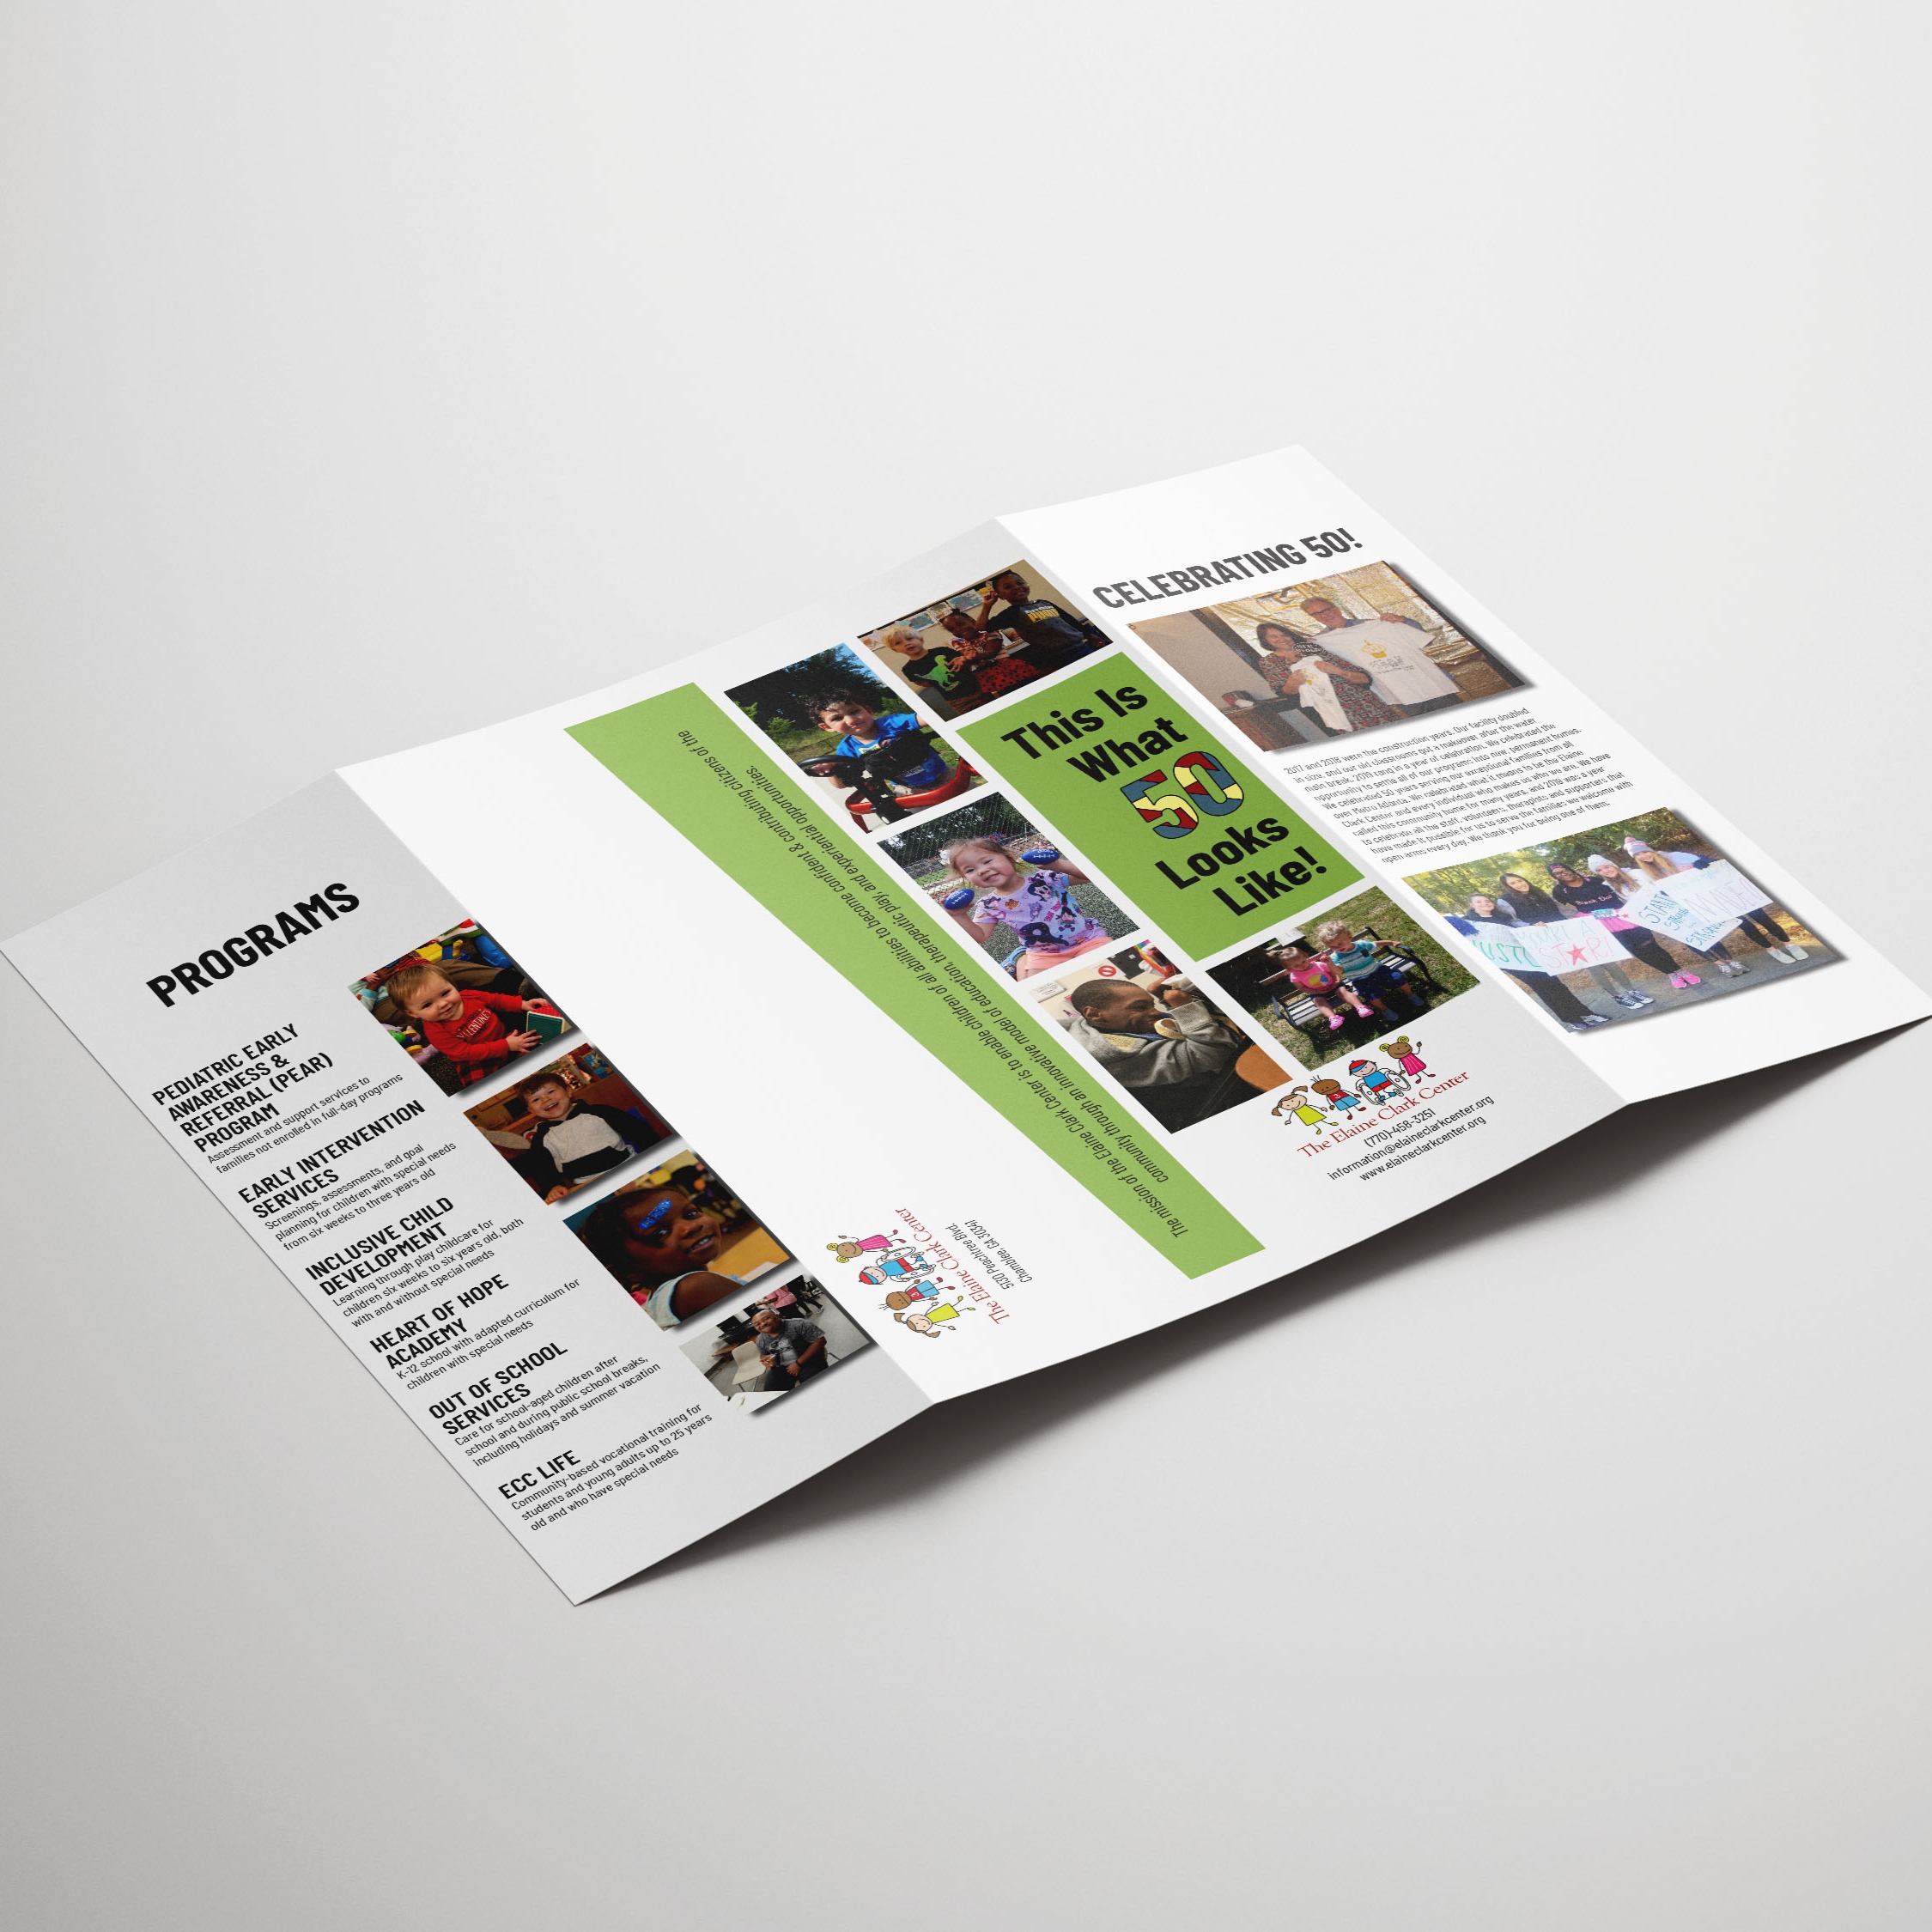 PROGRAMS
PEDIATRIC EARLY
AWARENESS &
REFERRAL (PEAR)
PROGRAM
Assessment and support services to
families not enrolled in full-day programs
EARLY INTERVENTION
SERVICES
Screenings, assessments, and goal
planning for children with special needs
from six weeks to three years old
INCLUSIVE CHILD
DEVELOPMENT
Learning through play childcare for
children six weeks to six years old, both
with and without special needs
HEART OF HOPE
ACADEMY
K-12 school with adapted curriculum for
children with special needs
OUT OF SCHOOL
SERVICES
Care for school-aged children after
school and during public school breaks,
including holidays and summer vacation
ECC LIFE
Community-based vocational training for
students and young adults up to 25 years
old and who have special needs
The Elaine Clark Center
5130 Peachtree Blvd.
Chamblee, GA 30341
The mission of the Elaine Clark Center is to enable children of all abilities to become confident & contributing citizens of the
community through an innovative model of education, therapeutic play, and experiential opportunities.
This Is
What
50
Looks
Like!
The Elaine Clark Center
(770)-458-3251
information@elaineclarkcenter.org
www.elaineclarkcenter.org
CELEBRATING 50!
2017 and 2018 were the construction years. Our facility doubled
in size, and our old classrooms got a makeover after the water
main break. 2019 rang in a year of celebration. We celebrated the
opportunity to settle all of our programs into new, permanent homes.
We celebrated 50 years serving our exceptional families from all
over Metro Atlanta. We celebrated what it means to be the Elaine
Clark Center and every individual who makes us who we are. We have
called this community home for many years, and 2019 was a year
to celebrate all the staff, volunteers, therapists, and supporters that
have made it possible for us to serve the families we welcome with
open arms every day. We thank you for being one of them.
STAR!